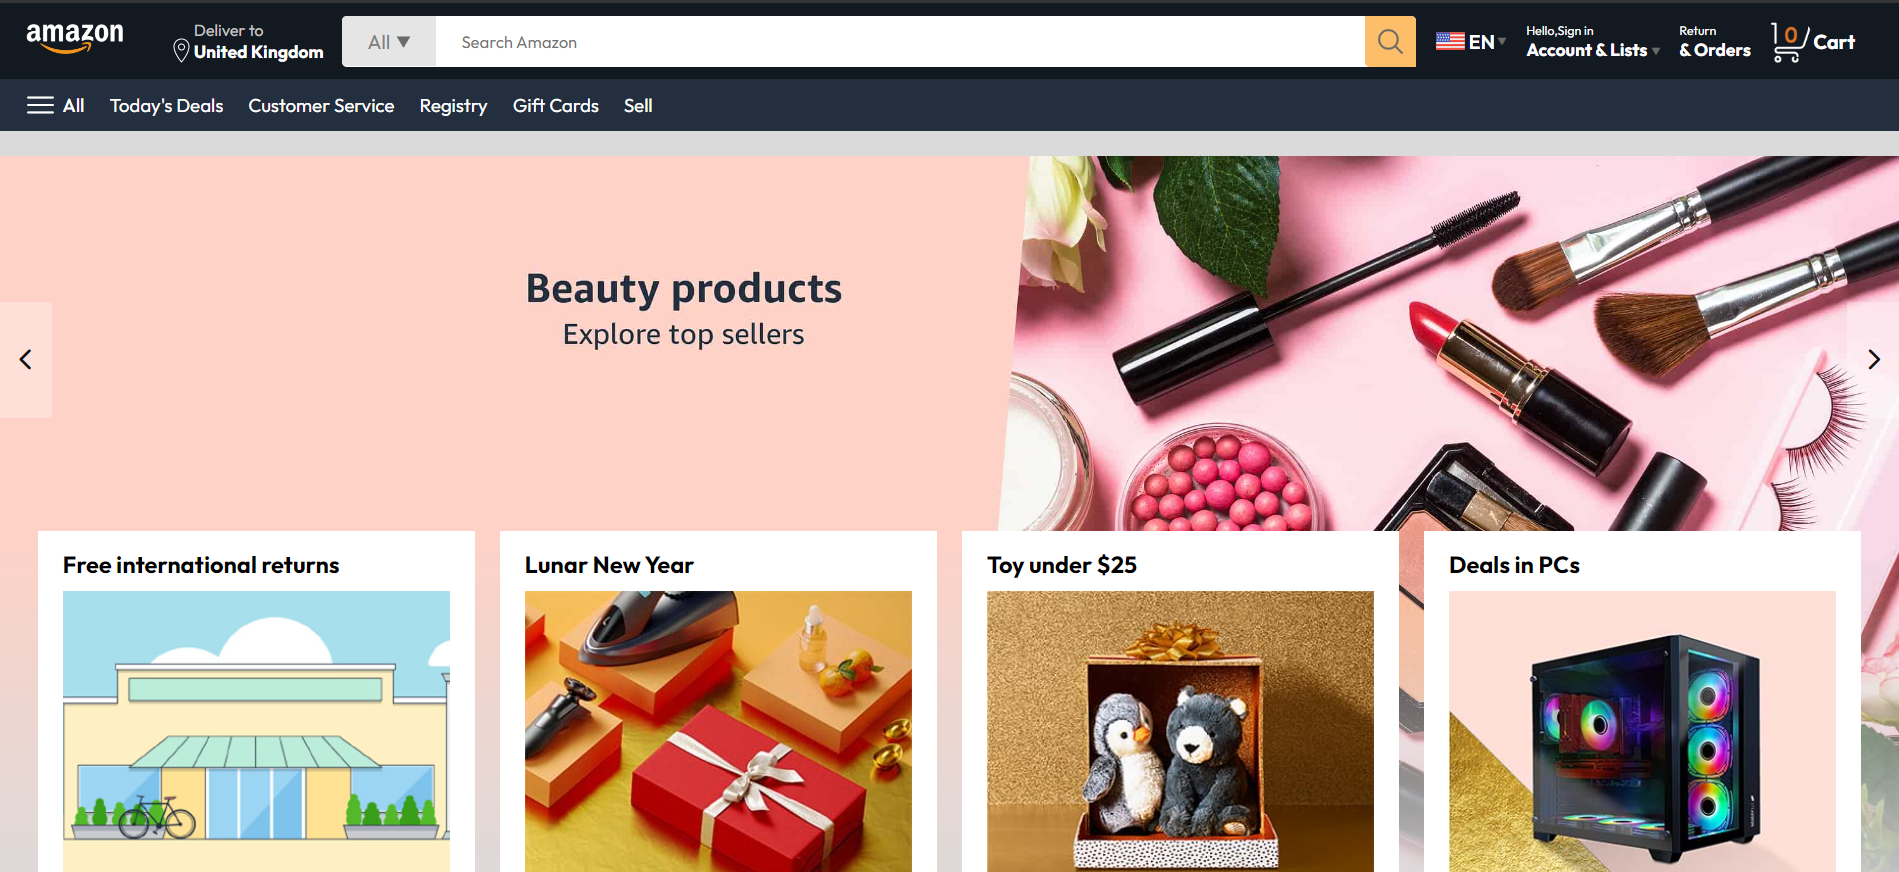 amazon
Deliver to
United Kingdom
All ▼
Search Amazon
EN
Hello,Sign in
Account & Lists
Return
& Orders
0
Cart
All
Today's Deals
Customer Service
Registry
Gift Cards
Sell
Beauty products
Explore top sellers
Free international returns
Lunar New Year
Toy under $25
Deals in PCs